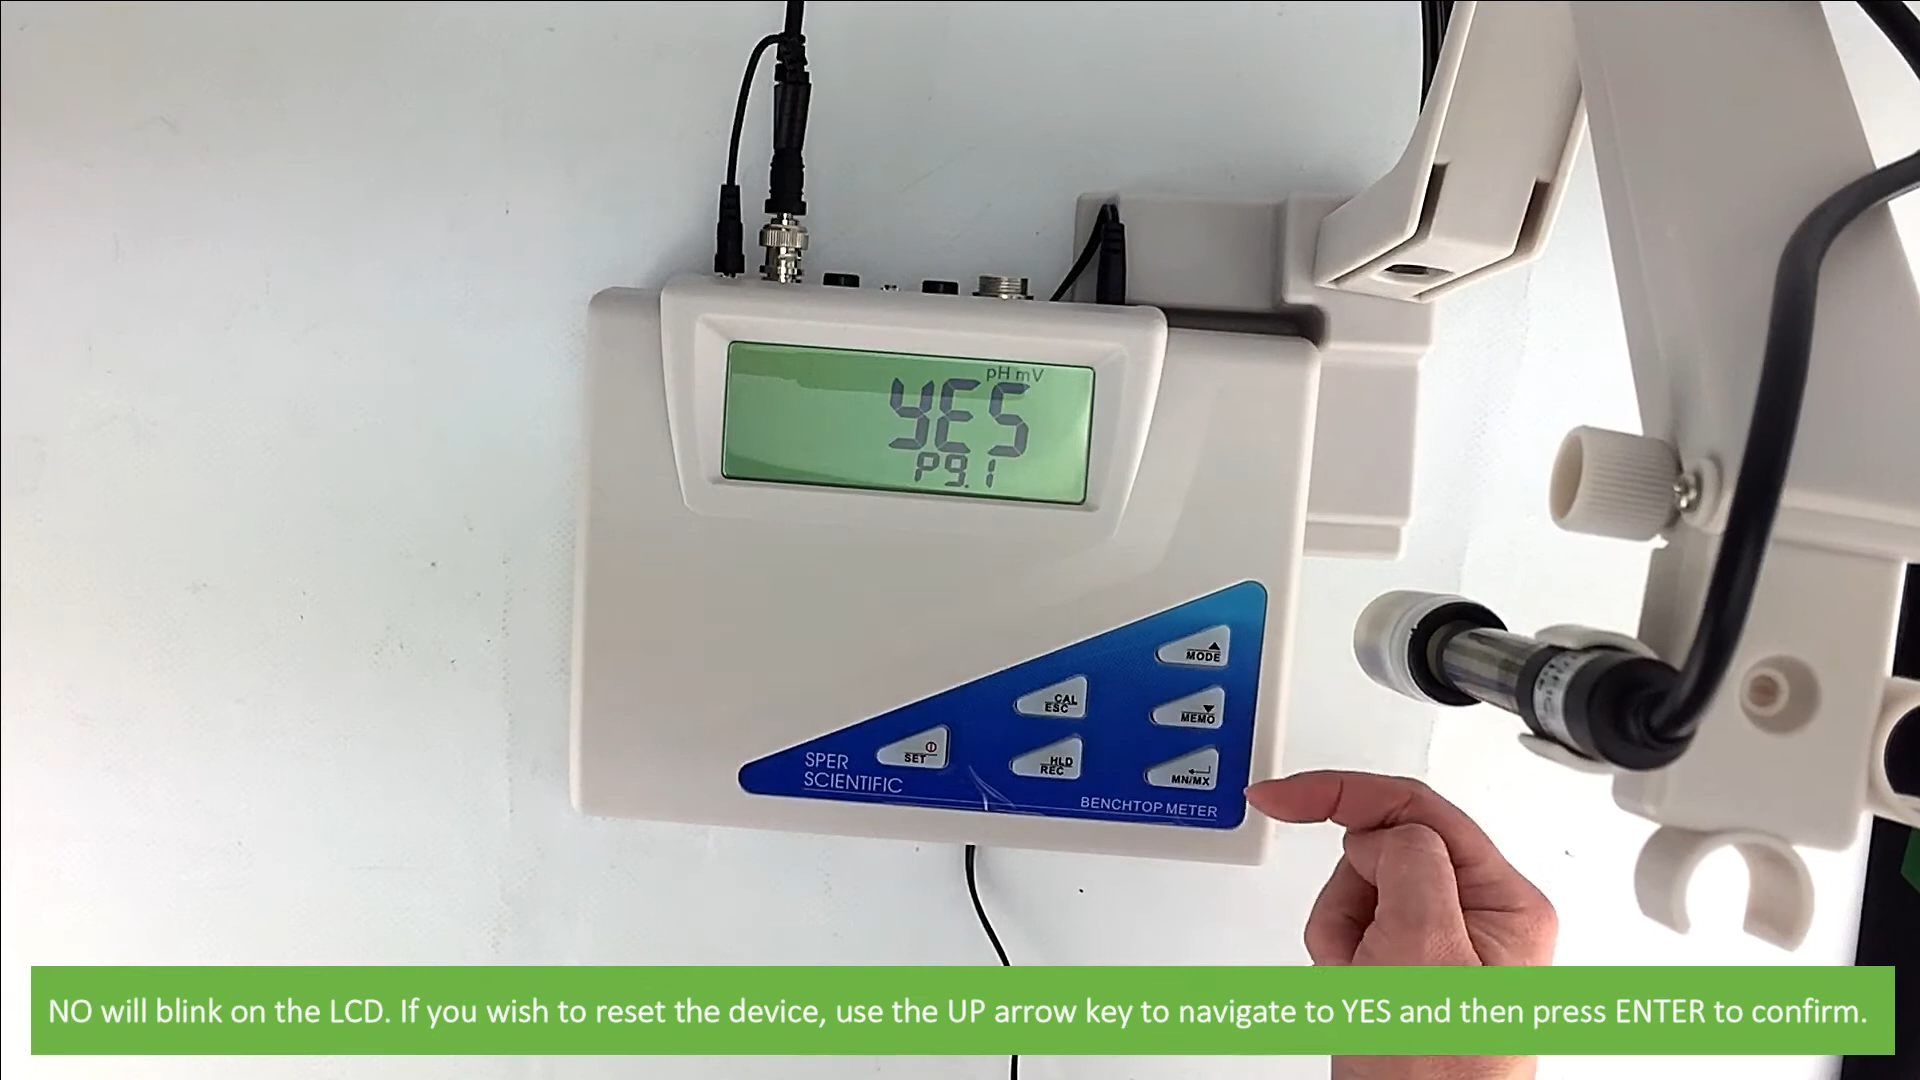 pH mV
YES
P9.1
MODE
CAL
ESC
MEMO
SET
HLD
REC
MN/MX
SPER
SCIENTIFIC
BENCHTOP METER
NO will blink on the LCD. If you wish to reset the device, use the UP arrow key to navigate to YES and then press ENTER to confirm.